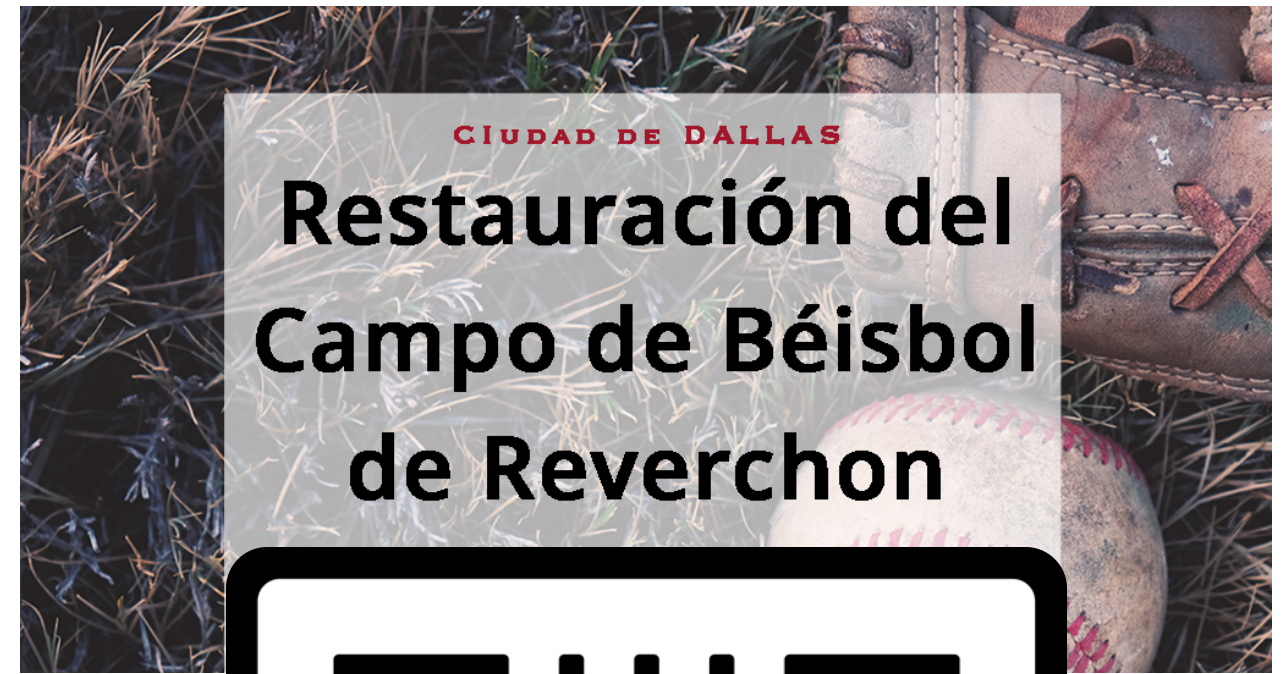 CIUDAD DE DALLAS
Restauración del
Campo de Béisbol
de Reverchon